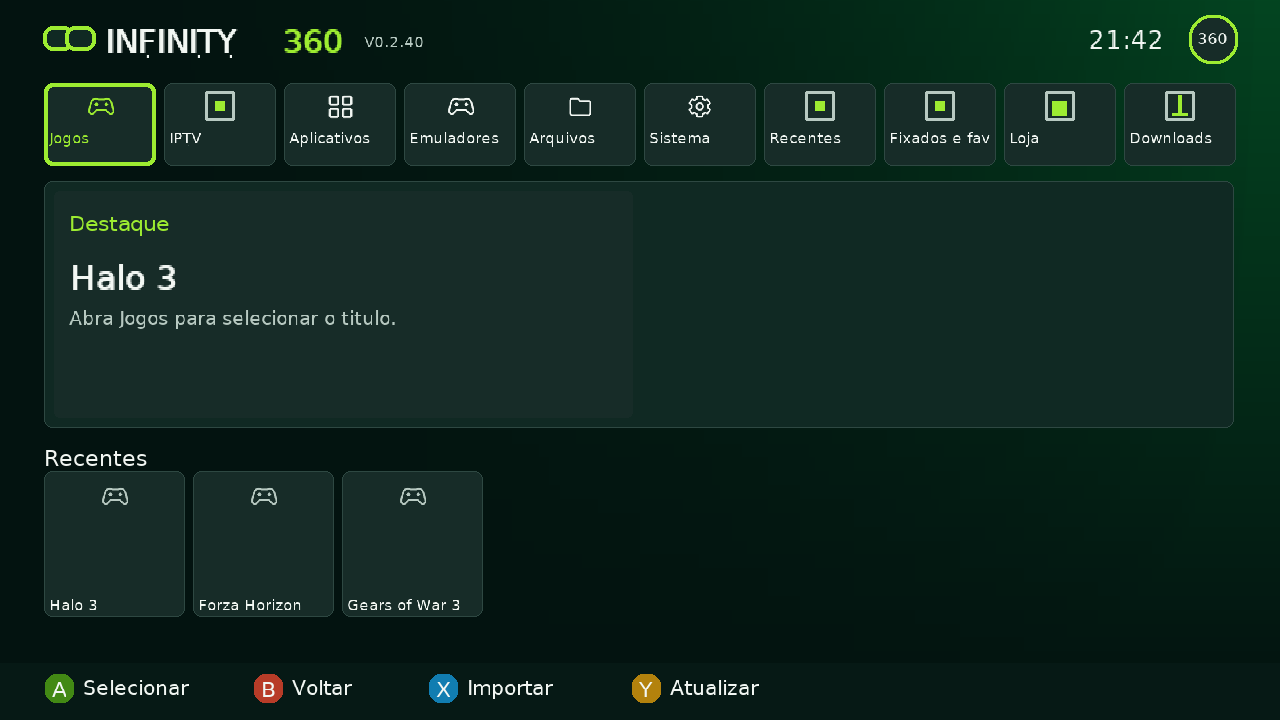 INFINITY 360 V0.2.40
21:42 360
Jogos IPTV Aplicativos Emuladores Arquivos Sistema Recentes Fixados e fav Loja Downloads
Destaque
Halo 3
Abra Jogos para selecionar o titulo.
Recentes
Halo 3 Forza Horizon Gears of War 3
A Selecionar B Voltar X Importar Y Atualizar